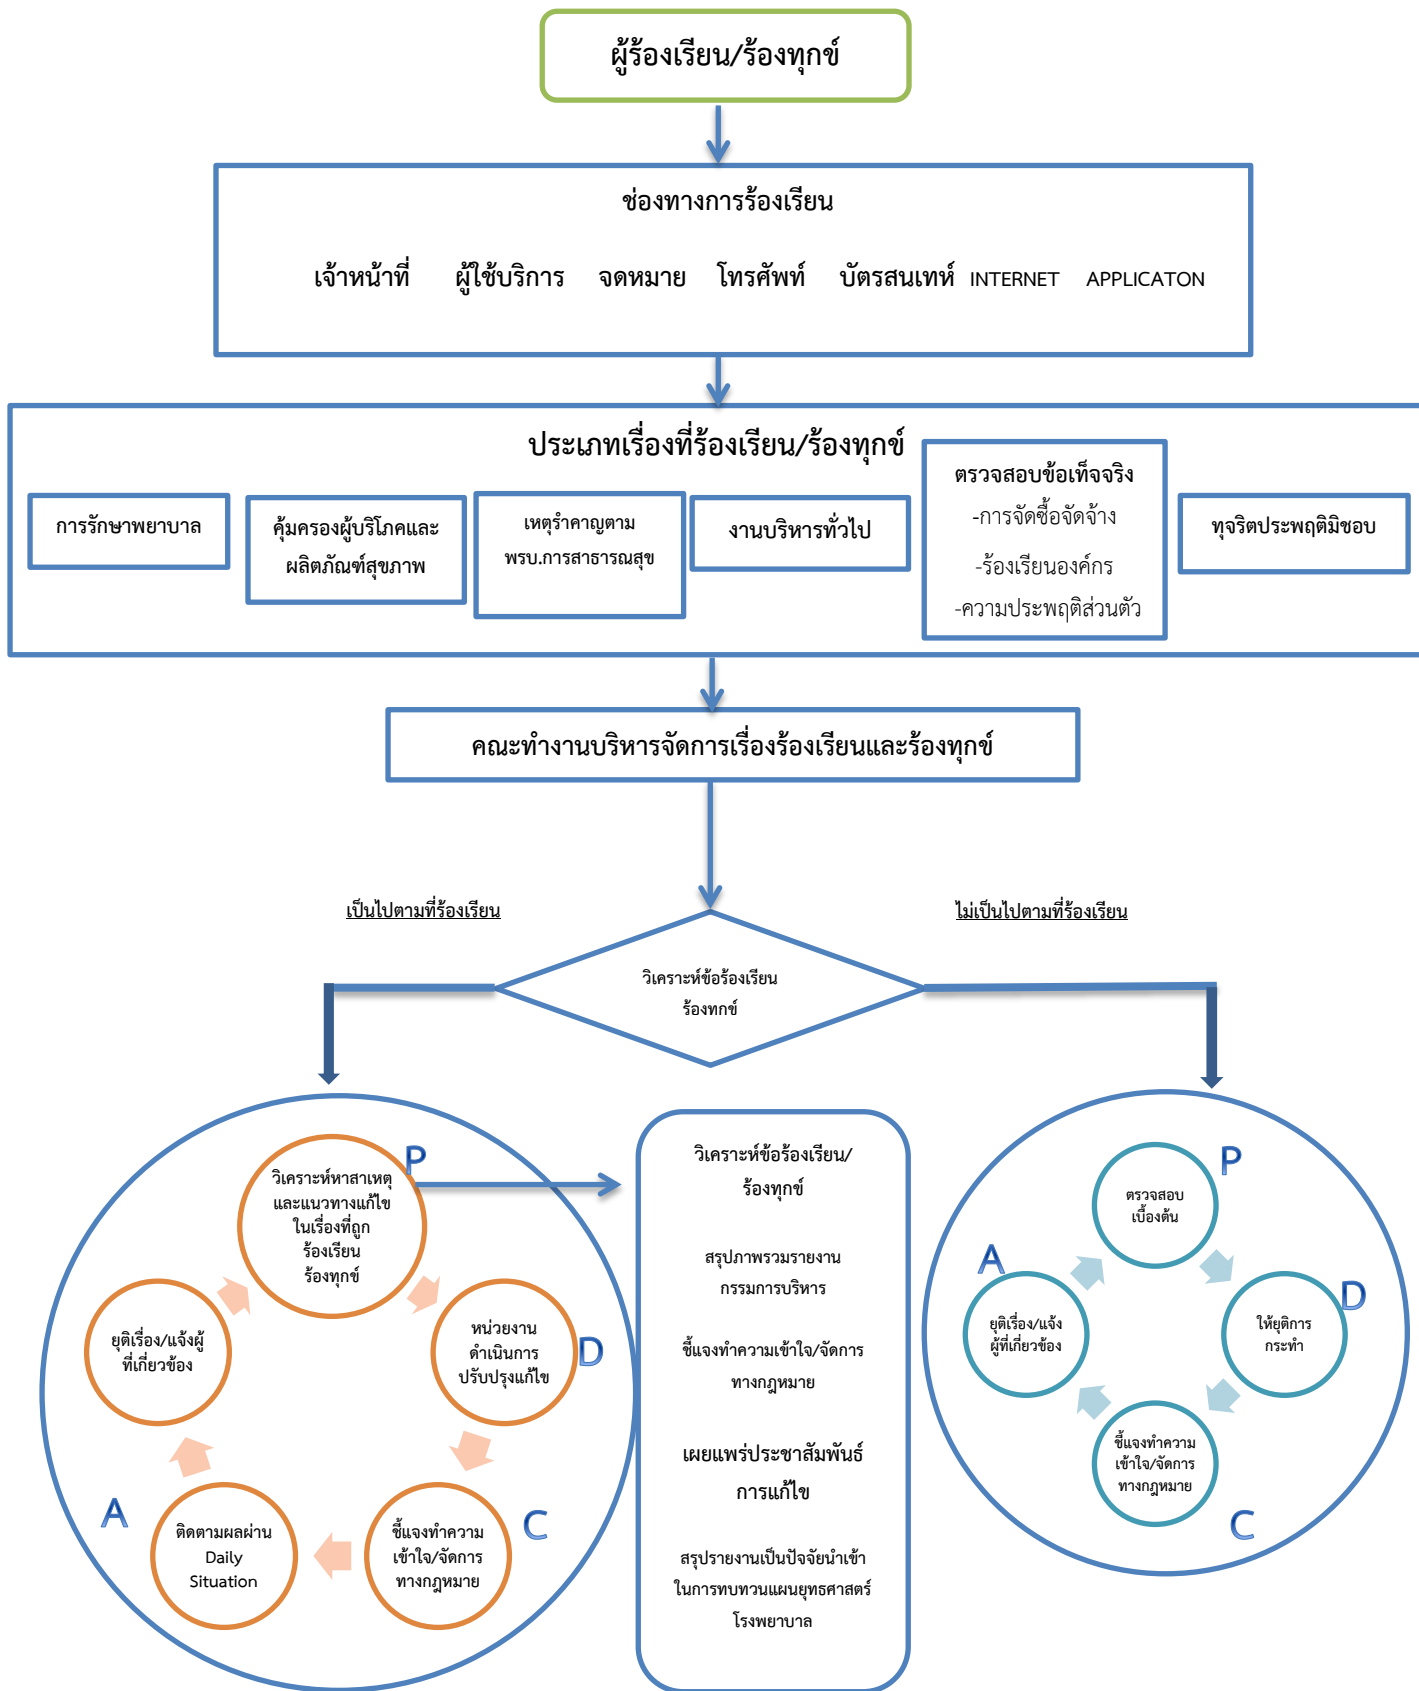 ผู้ร้องเรียน/ร้องทุกข์
ช่องทางการร้องเรียน
เจ้าหน้าที่ ผู้ใช้บริการ จดหมาย โทรศัพท์ บัตรสนเทห์ INTERNET APPLICATON
ประเภทเรื่องที่ร้องเรียน/ร้องทุกข์
การรักษาพยาบาล
คุ้มครองผู้บริโภคและ
ผลิตภัณฑ์สุขภาพ
เหตุรำคาญตาม
พรบ.การสาธารณสุข
งานบริหารทั่วไป
ตรวจสอบข้อเท็จจริง
-การจัดซื้อจัดจ้าง
-ร้องเรียนองค์กร
-ความประพฤติส่วนตัว
ทุจริตประพฤติมิชอบ
คณะทำงานบริหารจัดการเรื่องร้องเรียนและร้องทุกข์
เป็นไปตามที่ร้องเรียน
ไม่เป็นไปตามที่ร้องเรียน
วิเคราะห์ข้อร้องเรียน
ร้องทกข์
P
วิเคราะห์หาสาเหตุ
และแนวทางแก้ไข
ในเรื่องที่ถูก
ร้องเรียน
ร้องทุกข์
D
หน่วยงาน
ดำเนินการ
ปรับปรุงแก้ไข
C
ชี้แจงทำความ
เข้าใจ/จัดการ
ทางกฎหมาย
A
ติดตามผลผ่าน
Daily
Situation
ยุติเรื่อง/แจ้งผู้
ที่เกี่ยวข้อง
วิเคราะห์ข้อร้องเรียน/
ร้องทุกข์
สรุปภาพรวมรายงาน
กรรมการบริหาร
ชี้แจงทำความเข้าใจ/จัดการ
ทางกฎหมาย
เผยแพร่ประชาสัมพันธ์
การแก้ไข
สรุปรายงานเป็นปัจจัยนำเข้า
ในการทบทวนแผนยุทธศาสตร์
โรงพยาบาล
P
ตรวจสอบ
เบื้องต้น
D
ให้ยุติการ
กระทำ
C
ชี้แจงทำความ
เข้าใจ/จัดการ
ทางกฎหมาย
A
ยุติเรื่อง/แจ้ง
ผู้ที่เกี่ยวข้อง